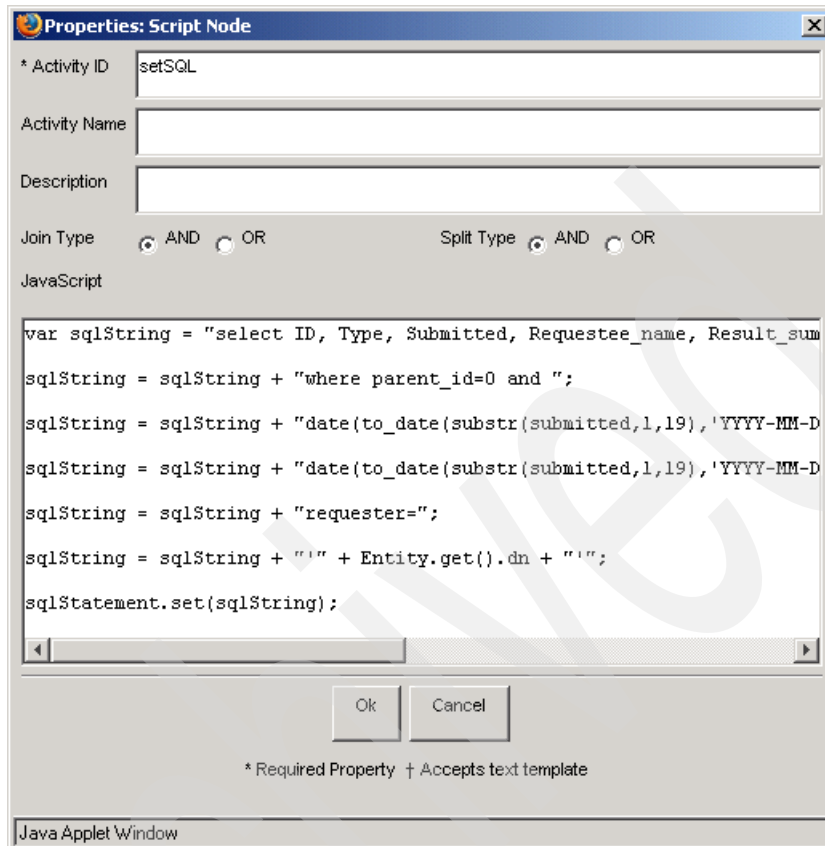 Properties: Script Node
* Activity ID setSQL
Activity Name
Description
Join Type AND OR Split Type AND OR
JavaScript
var sqlString = "select ID, Type, Submitted, Requestee_name, Result_sum
sqlString = sqlString + "where parent_id=0 and ";
sqlString = sqlString + "date(to_date(substr(submitted,1,19),'YYYY-MM-D
sqlString = sqlString + "date(to_date(substr(submitted,1,19),'YYYY-MM-D
sqlString = sqlString + "requester=";
sqlString = sqlString + "'" + Entity.get().dn + "'";
sqlStatement.set(sqlString);
Ok Cancel
* Required Property † Accepts text template
Java Applet Window